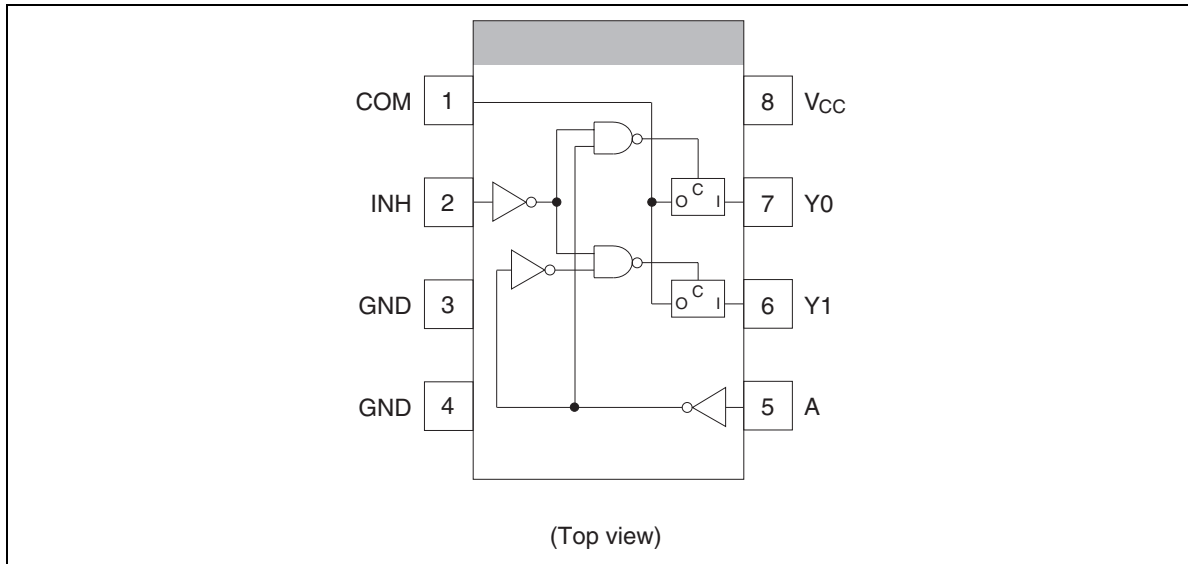 COM 1
8 VCC
C
INH 2
O I
7 Y0
GND 3
C
O I
6 Y1
GND 4
5 A
(Top view)